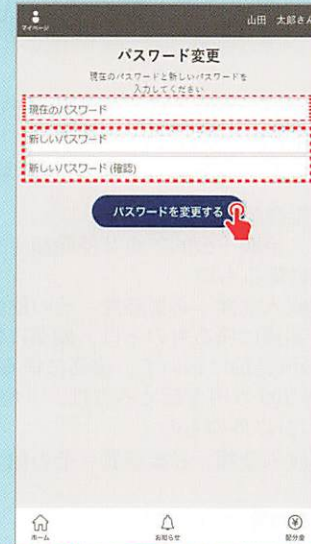 マイページ
山田 太郎さん
パスワード変更
現在のパスワードと新しいパスワードを
入力してください
現在のパスワード
新しいパスワード
新しいパスワード (確認)
パスワードを変更する
ホーム
お知らせ
配分金